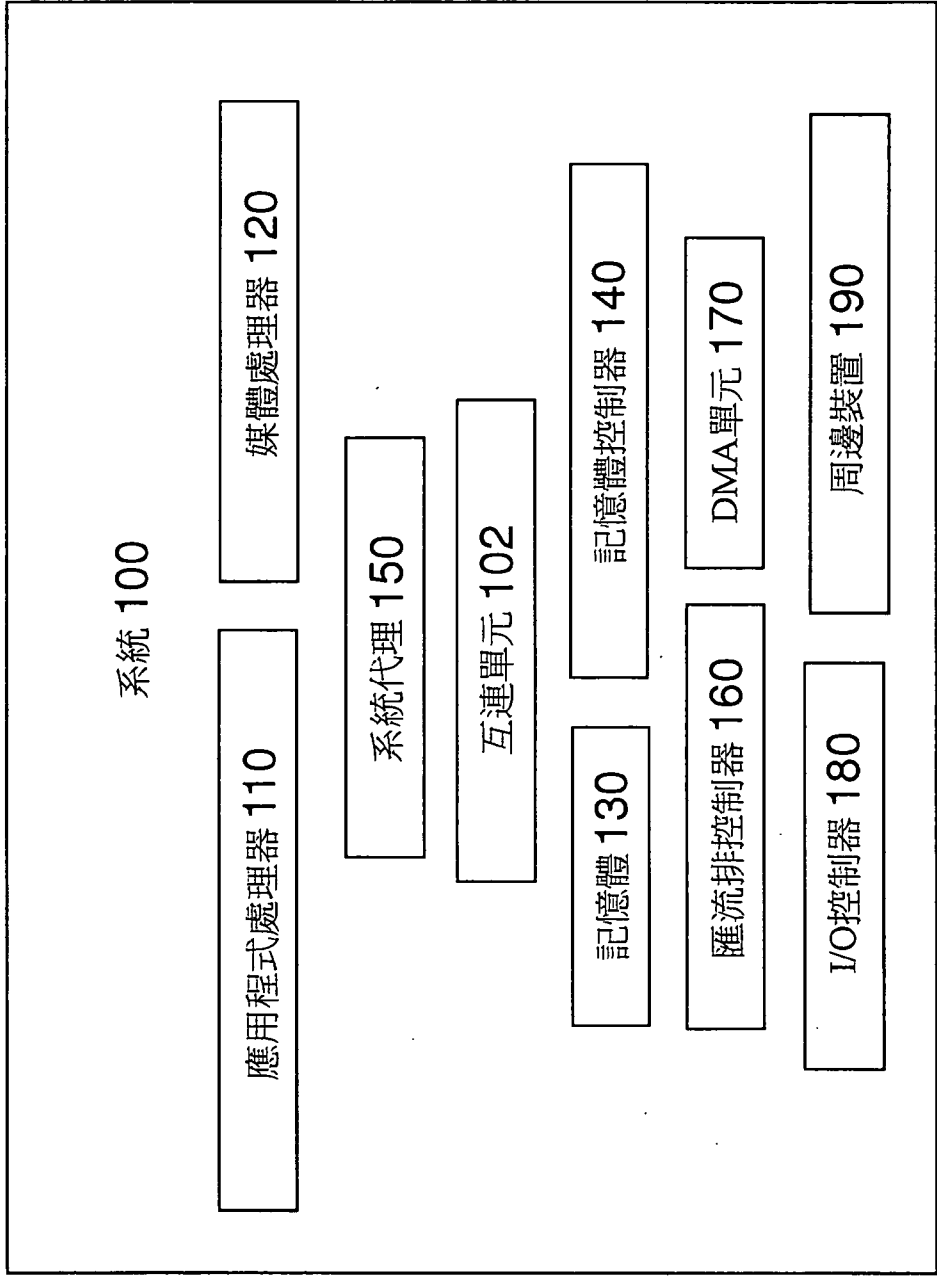 系統 100
應用程式處理器 110
媒體處理器 120
系統代理 150
互連單元 102
記憶體 130
記憶體控制器 140
匯流排控制器 160
DMA單元 170
I/O控制器 180
周邊裝置 190